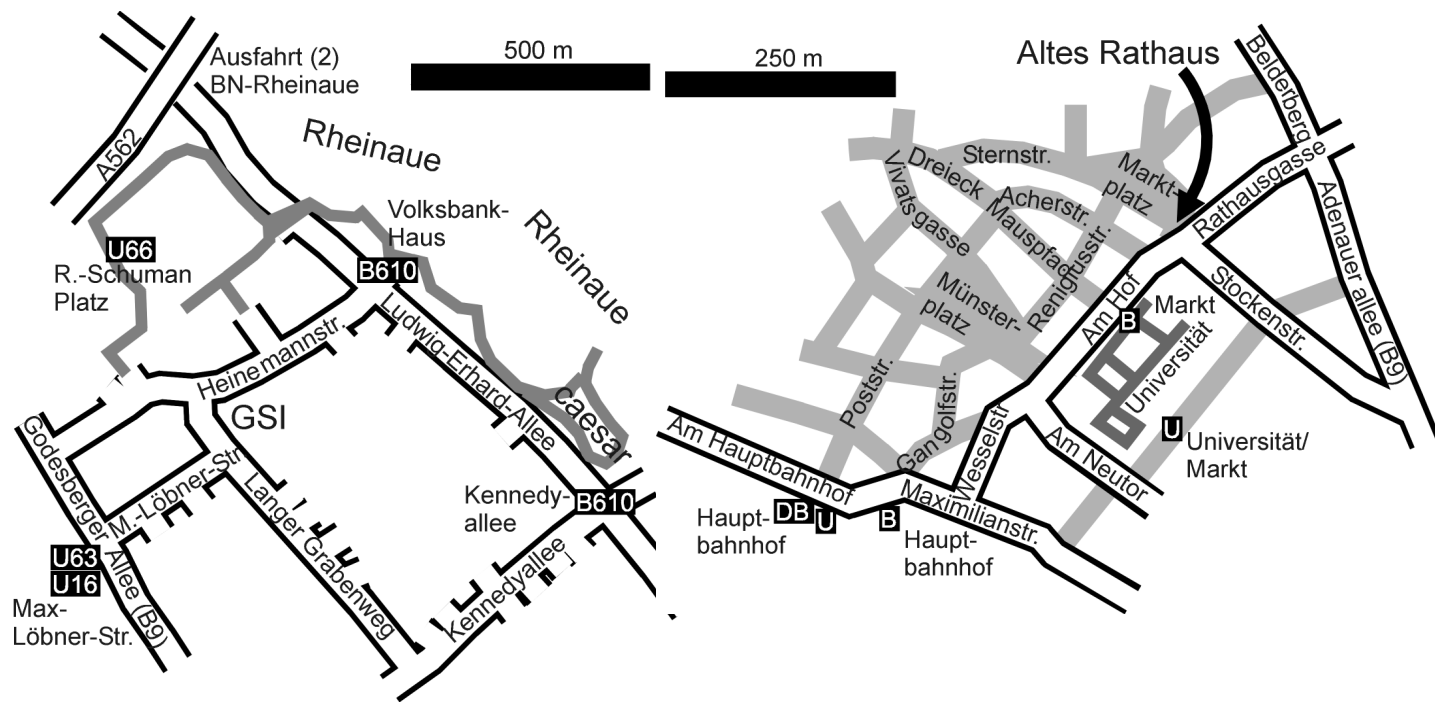 Ausfahrt (2)
BN-Rheinaue
500 m
A562
Rheinaue
Volksbank-
Haus
Rheinaue
U66
R.-Schuman
Platz
B610
Ludwig-Erhard-Allee
Heinemannstr.
GSI
caesar
Godesberger Allee (B9)
M.-Löbner-Str.
Langer Grabenweg
Kennedy-
allee
B610
Kennedyallee
U63
U16
Max-
Löbner-Str.
250 m
Altes Rathaus
Belderberg
Sternstr.
Dreieck
Vivatsgasse
Acherstr.
Mauspfad
Markt-
platz
Rathausgasse
Adenauer allee (B9)
Remigiusstr.
Münster-
platz
Am Hof
Markt
B
Stockenstr.
Universität
Poststr.
Gangolfstr.
Wesselstr
Am Neutor
U
Universität/
Markt
Am Hauptbahnhof
Maximilianstr.
DB
U
Haupt-
bahnhof
B
Haupt-
bahnhof